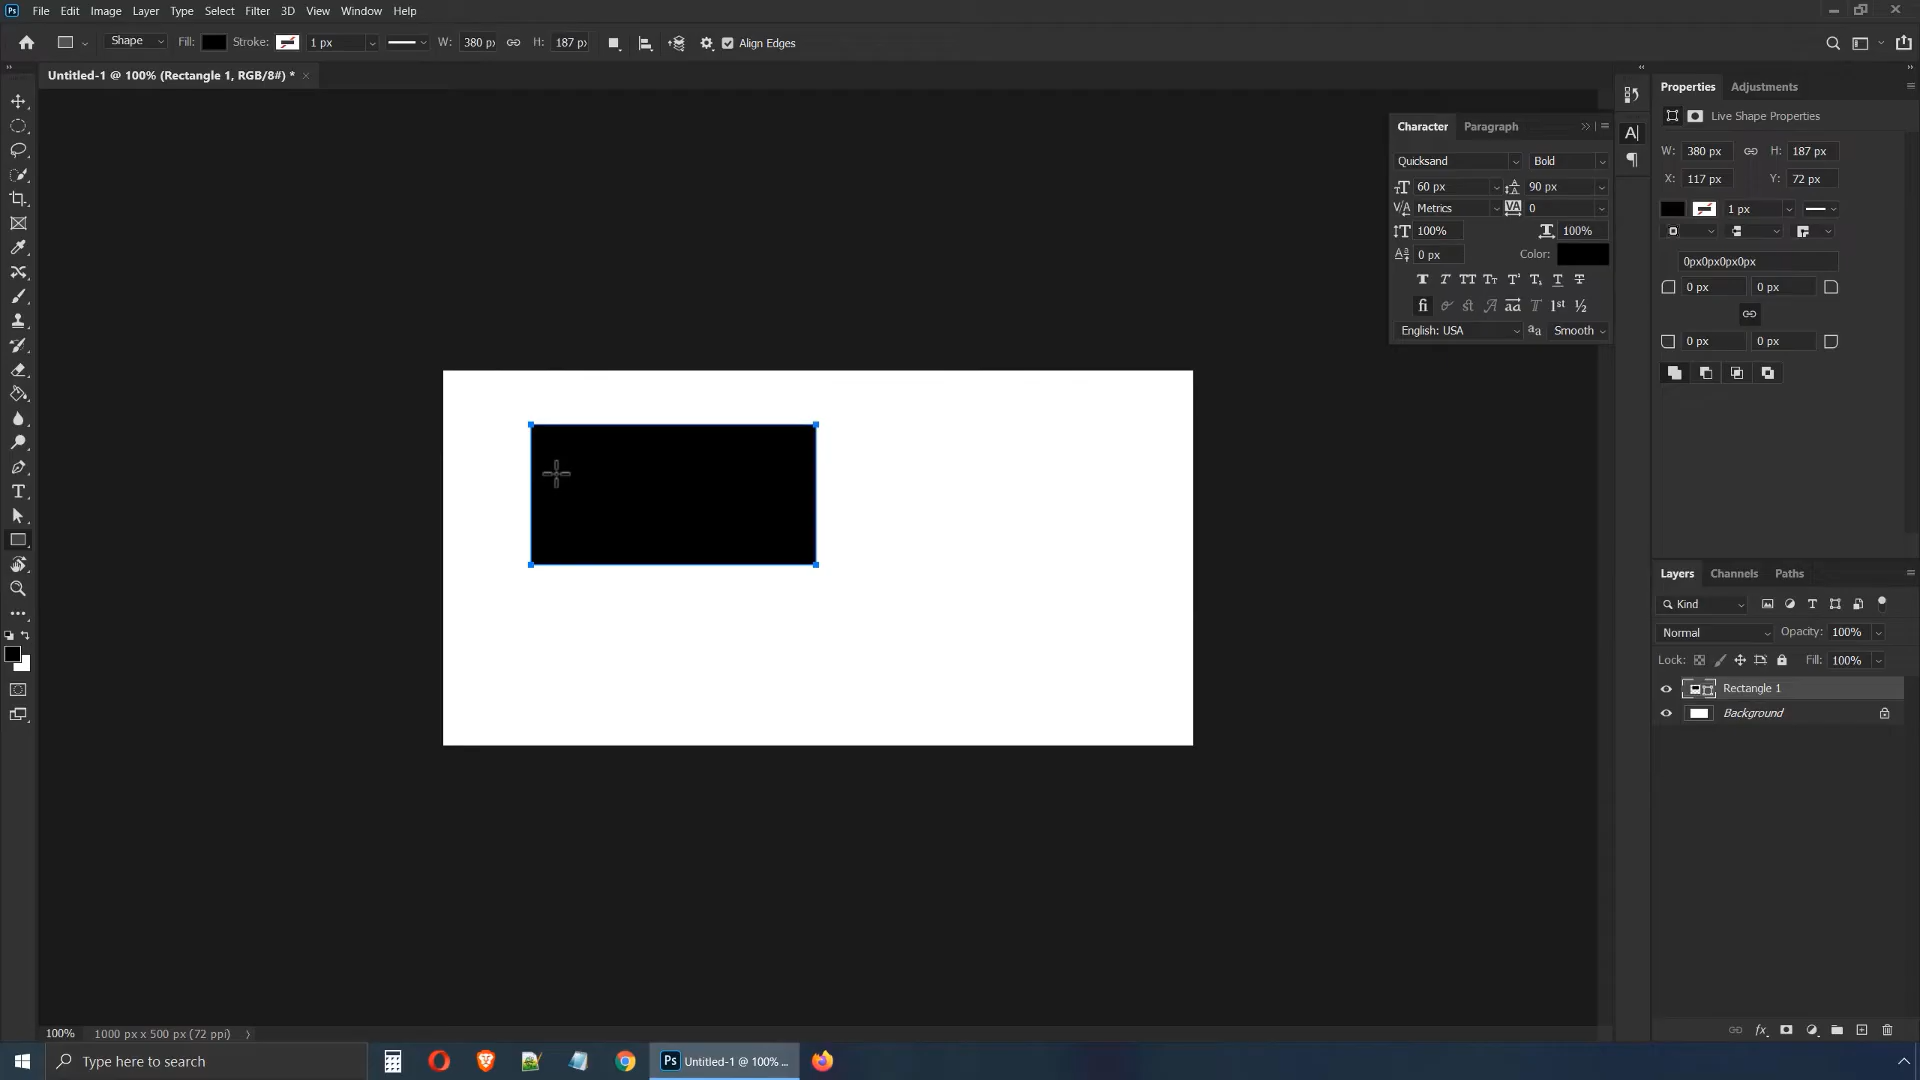 Ps File Edit Image Layer Type Select Filter 3D View Window Help
Shape Fill: Stroke: 1 px W: 380 px H: 187 px Align Edges
Untitled-1 @ 100% (Rectangle 1, RGB/8#) * ×
Character Paragraph
Quicksand Bold
60 px 90 px
Metrics 0
100% 100%
0 px Color:
English: USA Smooth
Properties Adjustments
Live Shape Properties
W: 380 px H: 187 px
X: 117 px Y: 72 px
1 px
0px0px0px0px
0 px 0 px
0 px 0 px
Layers Channels Paths
Kind
Normal Opacity: 100%
Lock: Fill: 100%
Rectangle 1
Background
100% 1000 px x 500 px (72 ppi)
Type here to search
Ps Untitled-1 @ 100% ...